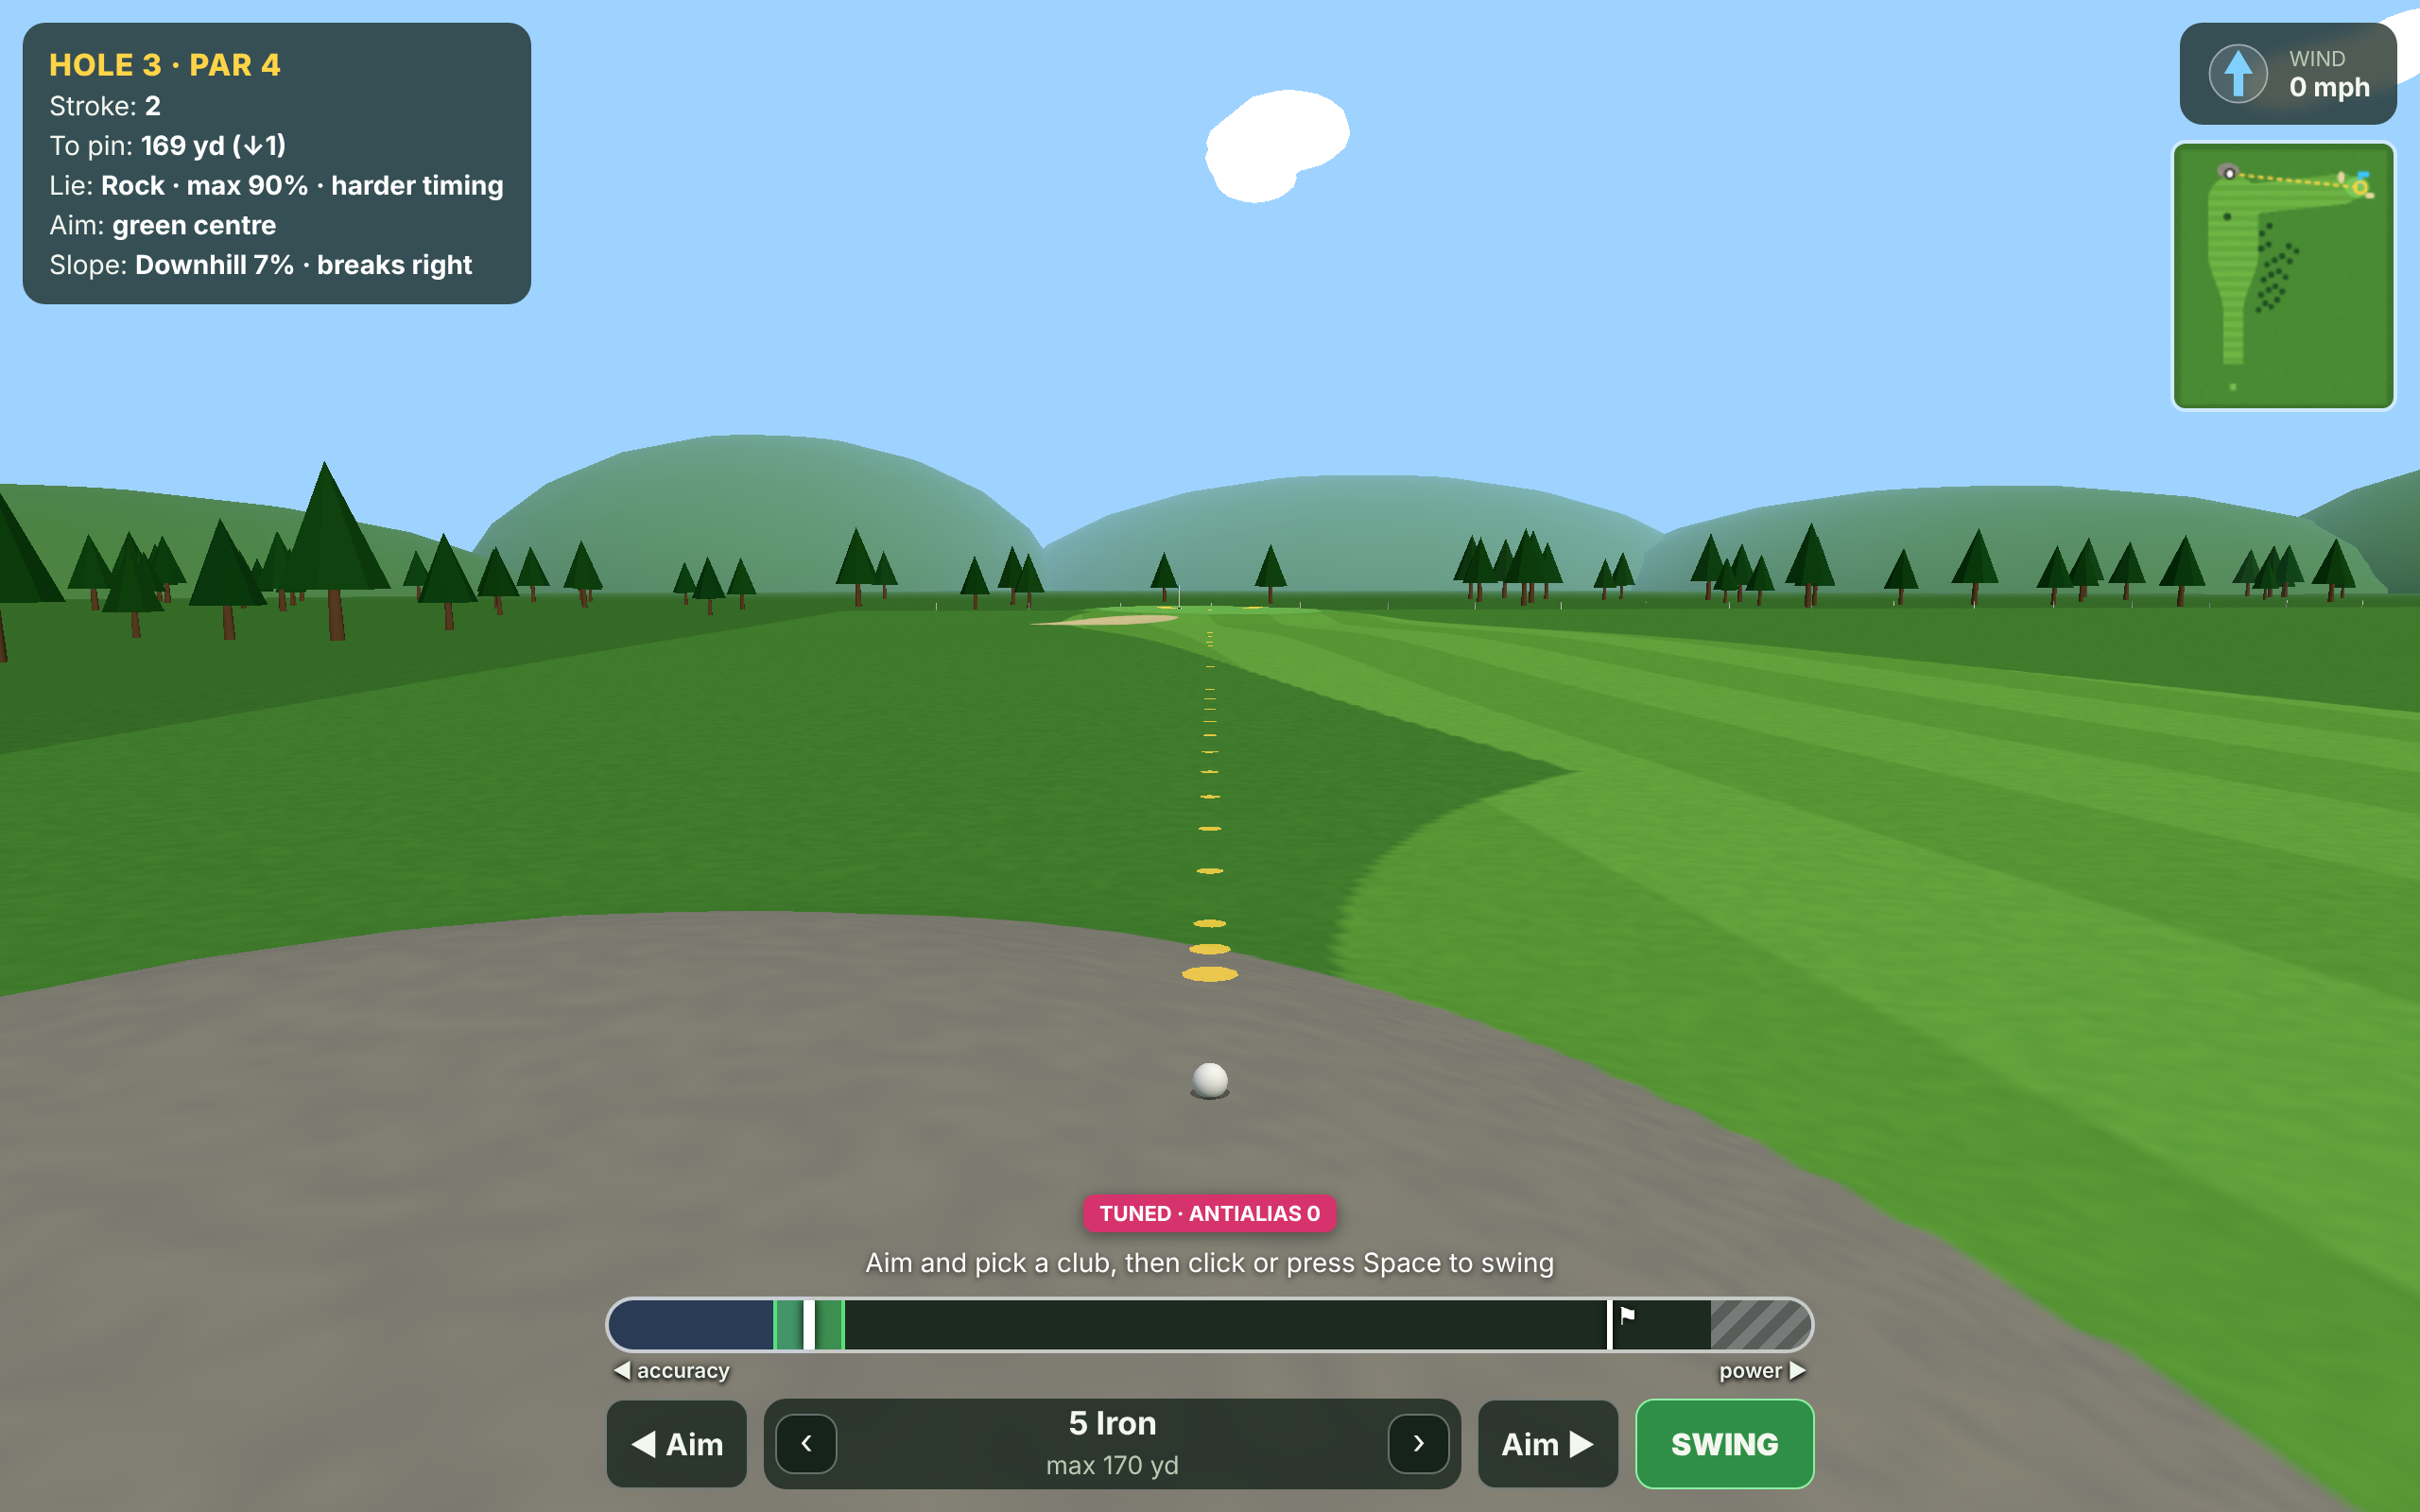 HOLE 3 · PAR 4
Stroke: 2
To pin: 169 yd (↓1)
Lie: Rock · max 90% · harder timing
Aim: green centre
Slope: Downhill 7% · breaks right
WIND
0 mph
TUNED · ANTIALIAS 0
Aim and pick a club, then click or press Space to swing
◀ accuracy
power ▶
◀ Aim
‹
5 Iron
max 170 yd
›
Aim ▶
SWING